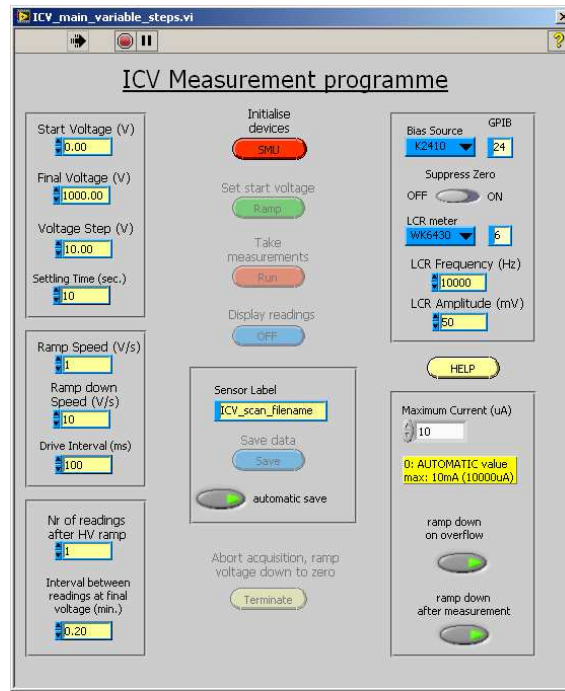 ICV_main_variable_steps.vi
ICV Measurement programme
Start Voltage (V)
0.00
Final Voltage (V)
1000.00
Voltage Step (V)
10.00
Settling Time (sec.)
10
Ramp Speed (V/s)
1
Ramp down
Speed (V/s)
10
Drive Interval (ms)
100
Nr of readings
after HV ramp
1
Interval between
readings at final
voltage (min.)
0.20
Initialise
devices
SMU
Set start voltage
Ramp
Take
measurements
Run
Display readings
OFF
Sensor Label
ICV_scan_filename
Save data
Save
automatic save
Abort acquisition, ramp
voltage down to zero
Terminate
Bias Source
GPIB
K2410
24
Suppress Zero
OFF
ON
LCR meter
WK6430
6
LCR Frequency (Hz)
10000
LCR Amplitude (mV)
50
HELP
Maximum Current (uA)
10
0: AUTOMATIC value
max: 10mA (10000uA)
ramp down
on overflow
ramp down
after measurement